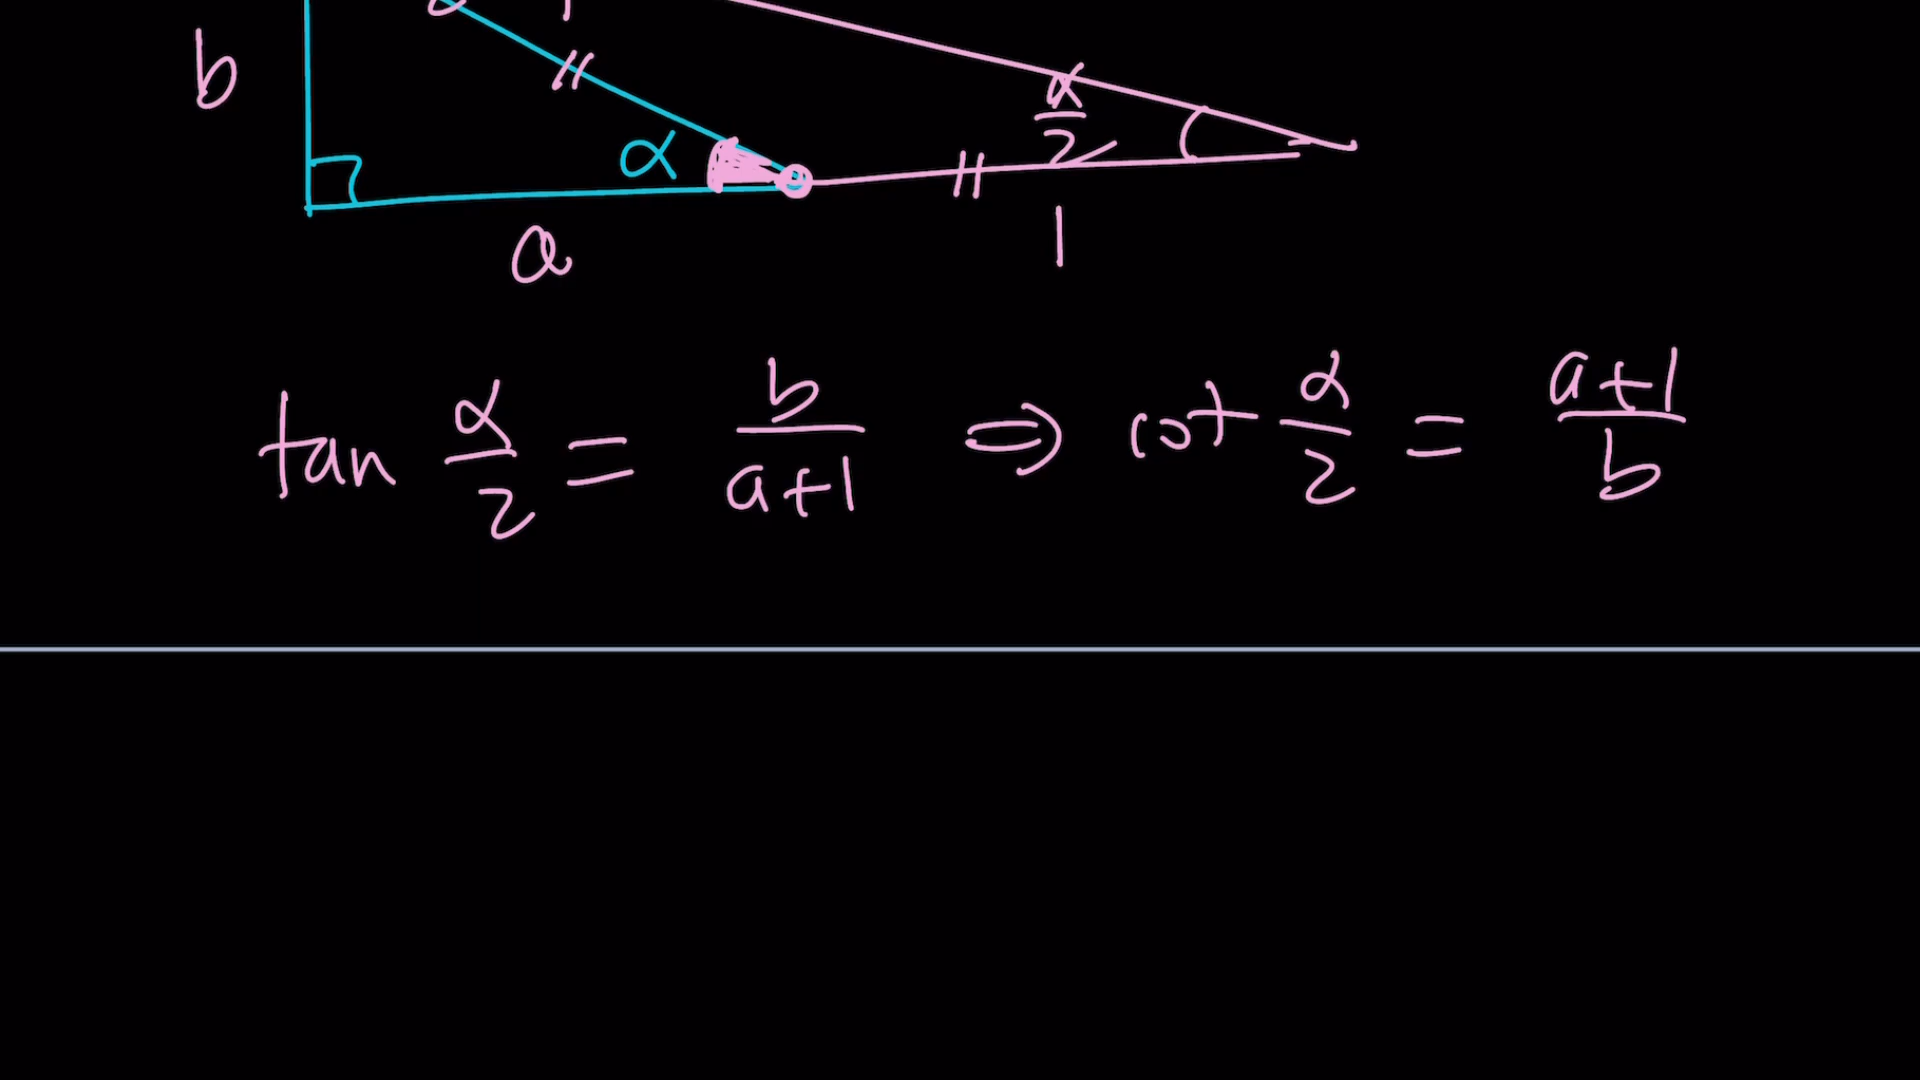 b
α
α/2
a
1
tan α/2 = b/(a+1) ⇒ cot α/2 = (a+1)/b